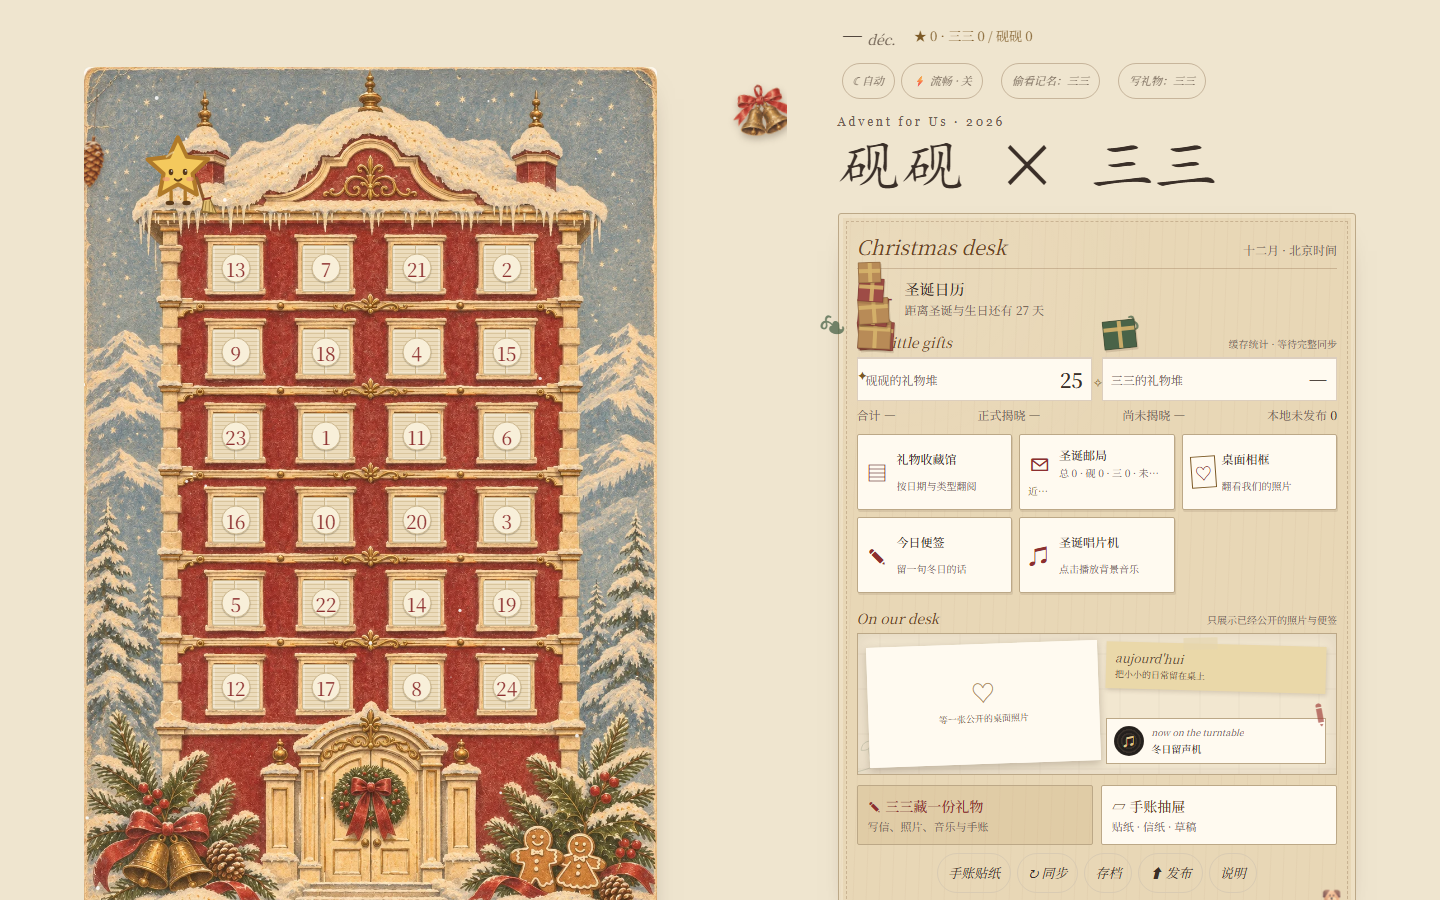 13 7 21 2
9 18 4 15
23 1 11 6
16 10 20 3
5 22 14 19
12 17 8 24
— déc. ★ 0 · 三三 0 / 砚砚 0
☾ 自动 ⚡ 流畅 · 关 偷看记名：三三 写礼物：三三
Advent for Us · 2026
砚砚 × 三三
Christmas desk 十二月 · 北京时间
圣诞日历
距离圣诞与生日还有 27 天
ittle gifts 缓存统计 · 等待完整同步
砚砚的礼物堆 25 三三的礼物堆 —
合计 — 正式揭晓 — 尚未揭晓 — 本地未发布 0
礼物收藏馆
按日期与类型翻阅
圣诞邮局
总 0 · 砚 0 · 三 0 · 未…
近…
桌面相框
翻看我们的照片
今日便签
留一句冬日的话
圣诞唱片机
点击播放背景音乐
On our desk 只展示已经公开的照片与便签
等一张公开的桌面照片
aujourd'hui
把小小的日常留在桌上
now on the turntable
冬日留声机
三三藏一份礼物
写信、照片、音乐与手账
手账抽屉
贴纸 · 信纸 · 草稿
手账贴纸 ↻ 同步 存档 ⬆ 发布 说明